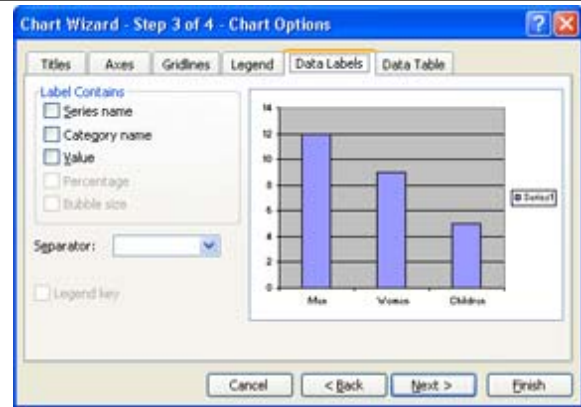 Chart Wizard - Step 3 of 4 - Chart Options
Titles Axes Gridlines Legend Data Labels Data Table
Label Contains
Series name
Category name
Value
Percentage
Bubble size
Separator:
Legend key
14
12
10
8
6
4
2
0
Men Women Children
Series1
Cancel < Back Next > Finish